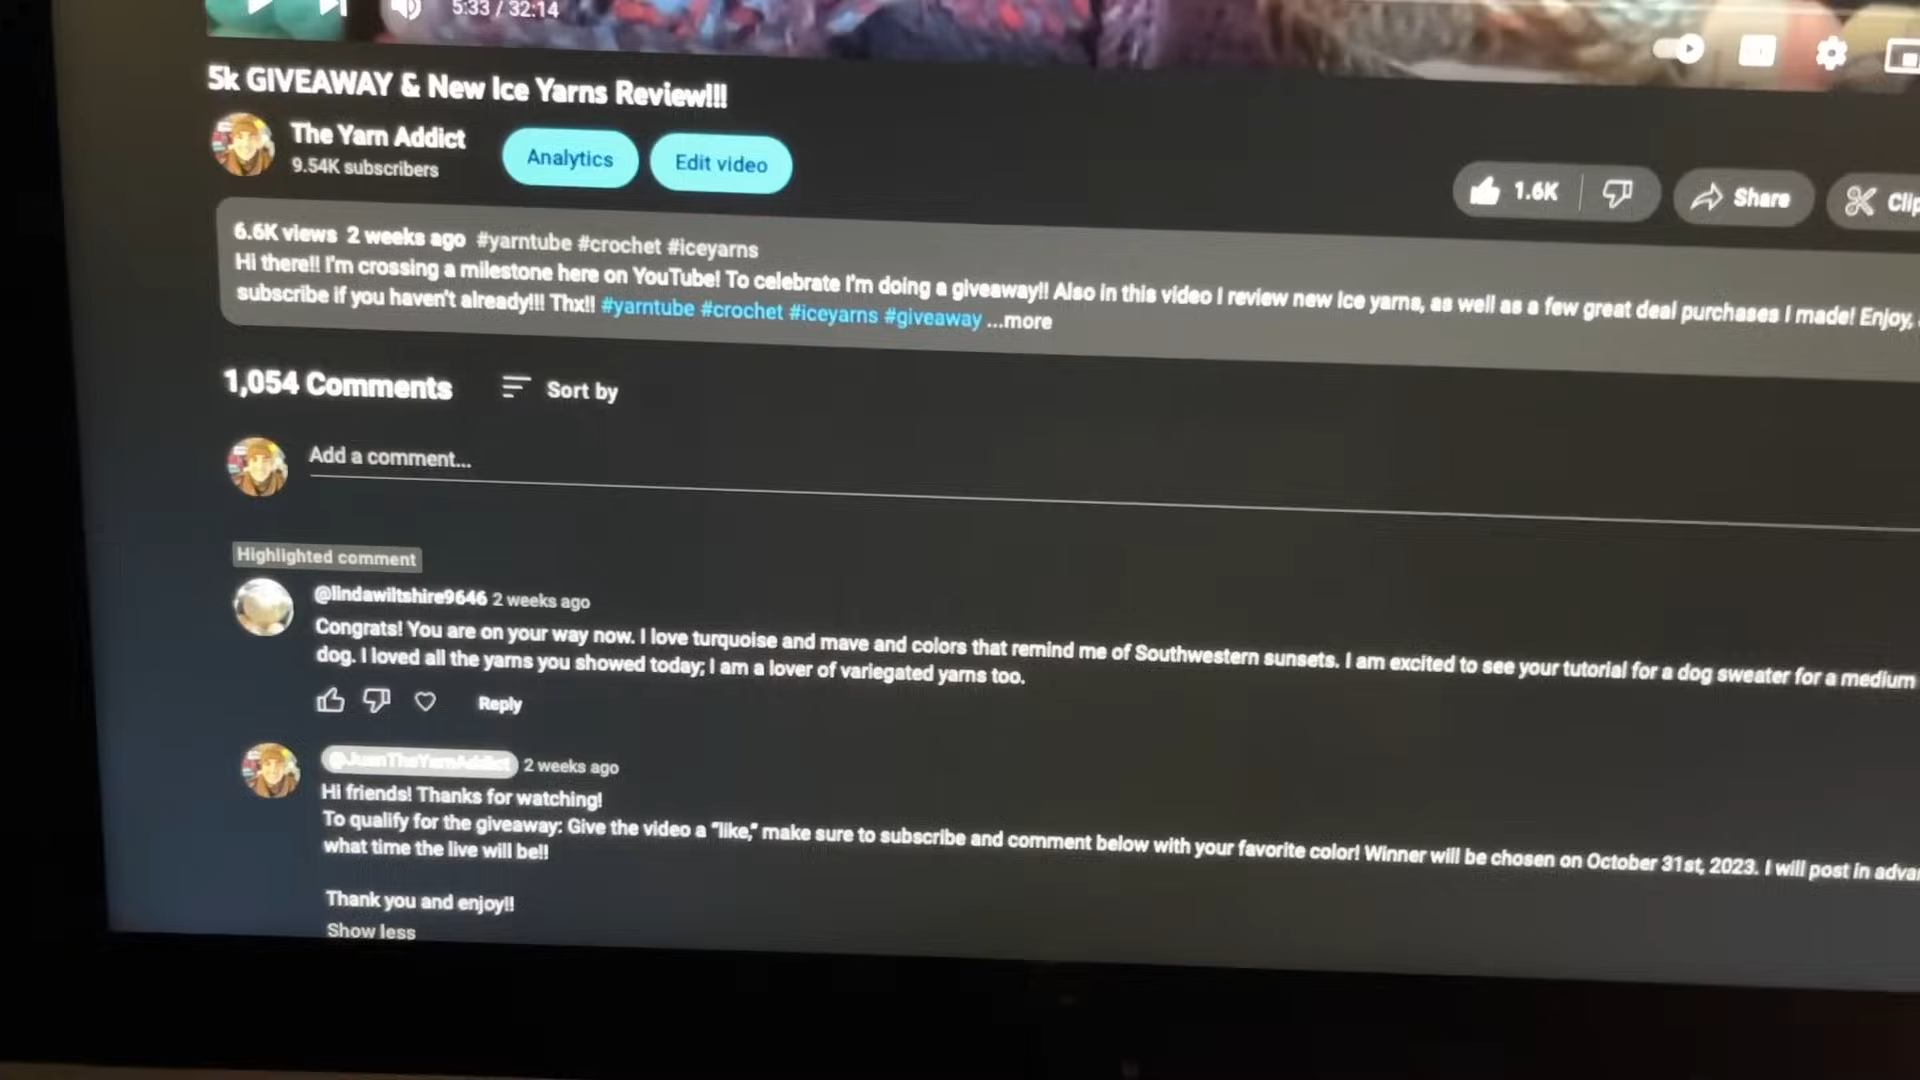 5:33 / 32:14
5k GIVEAWAY & New Ice Yarns Review!!!
The Yarn Addict
9.54K subscribers
Analytics
Edit video
1.6K
Share
Clip
6.6K views 2 weeks ago #yarntube #crochet #iceyarns
Hi there!! I'm crossing a milestone here on YouTube! To celebrate I'm doing a giveaway!! Also in this video I review new Ice yarns, as well as a few great deal purchases I made! Enjoy,
subscribe if you haven't already!!! Thx!! #yarntube #crochet #iceyarns #giveaway ...more
1,054 Comments
Sort by
Add a comment...
Highlighted comment
@lindawiltshire9646 2 weeks ago
Congrats! You are on your way now. I love turquoise and mave and colors that remind me of Southwestern sunsets. I am excited to see your tutorial for a dog sweater for a medium
dog. I loved all the yarns you showed today; I am a lover of variegated yarns too.
Reply
@JuanTheYarnAddict 2 weeks ago
Hi friends! Thanks for watching!
To qualify for the giveaway: Give the video a "like," make sure to subscribe and comment below with your favorite color! Winner will be chosen on October 31st, 2023. I will post in advan
what time the live will be!!
Thank you and enjoy!!
Show less